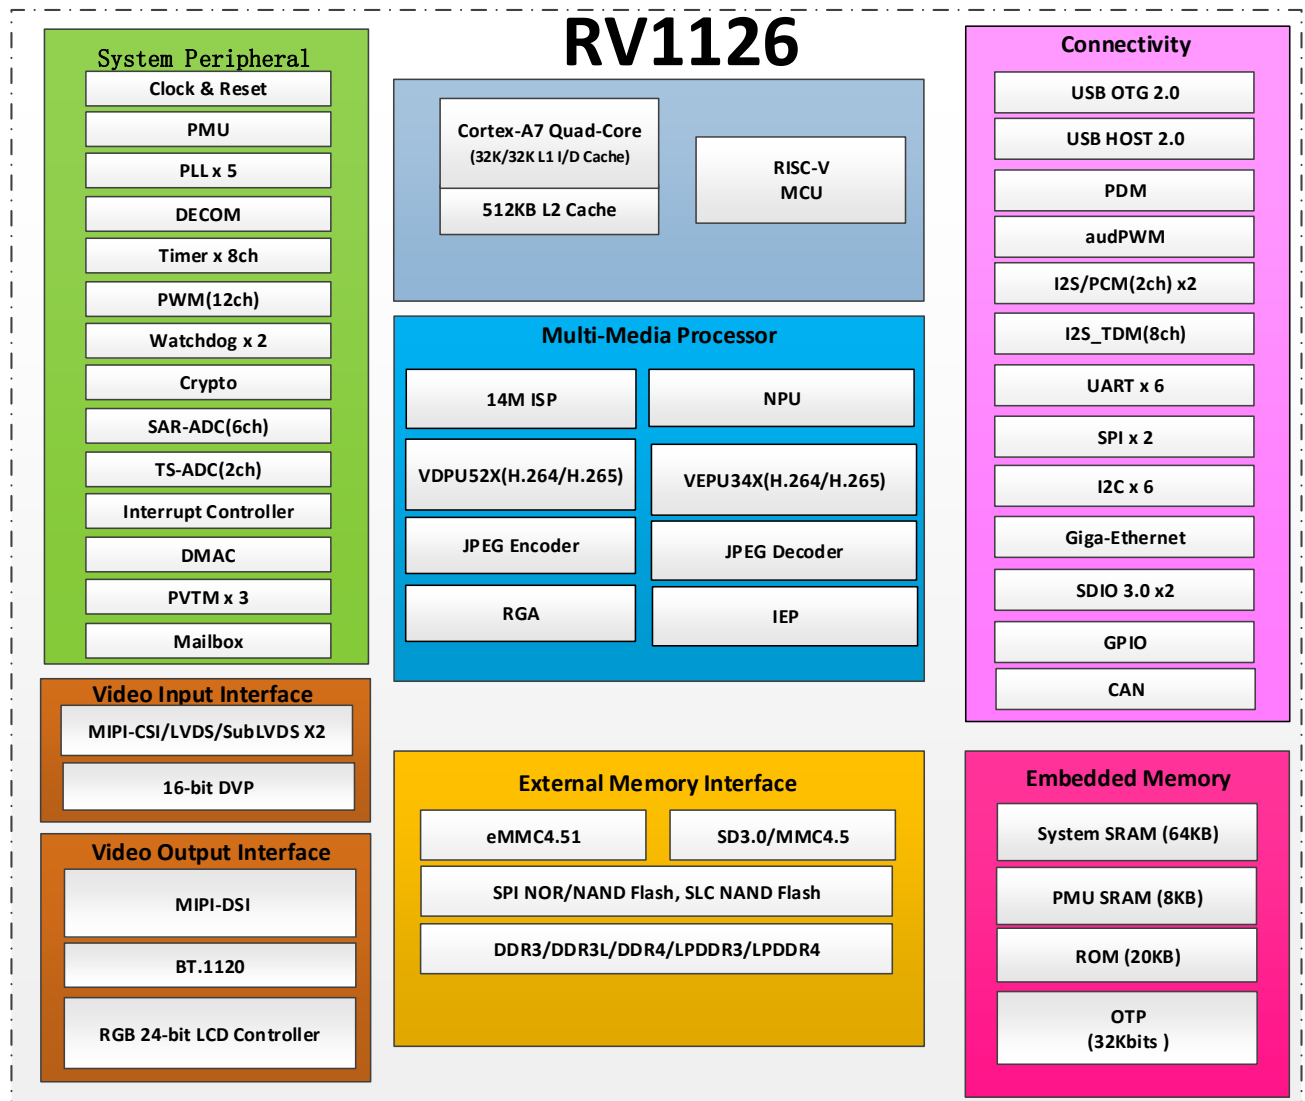 RV1126
System Peripheral
Clock & Reset
PMU
PLL x 5
DECOM
Timer x 8ch
PWM(12ch)
Watchdog x 2
Crypto
SAR-ADC(6ch)
TS-ADC(2ch)
Interrupt Controller
DMAC
PVTM x 3
Mailbox
Video Input Interface
MIPI-CSI/LVDS/SubLVDS X2
16-bit DVP
Video Output Interface
MIPI-DSI
BT.1120
RGB 24-bit LCD Controller
Cortex-A7 Quad-Core
(32K/32K L1 I/D Cache)
512KB L2 Cache
RISC-V
MCU
Multi-Media Processor
14M ISP
NPU
VDPU52X(H.264/H.265)
VEPU34X(H.264/H.265)
JPEG Encoder
JPEG Decoder
RGA
IEP
External Memory Interface
eMMC4.51
SD3.0/MMC4.5
SPI NOR/NAND Flash, SLC NAND Flash
DDR3/DDR3L/DDR4/LPDDR3/LPDDR4
Connectivity
USB OTG 2.0
USB HOST 2.0
PDM
audPWM
I2S/PCM(2ch) x2
I2S_TDM(8ch)
UART x 6
SPI x 2
I2C x 6
Giga-Ethernet
SDIO 3.0 x2
GPIO
CAN
Embedded Memory
System SRAM (64KB)
PMU SRAM (8KB)
ROM (20KB)
OTP
(32Kbits )